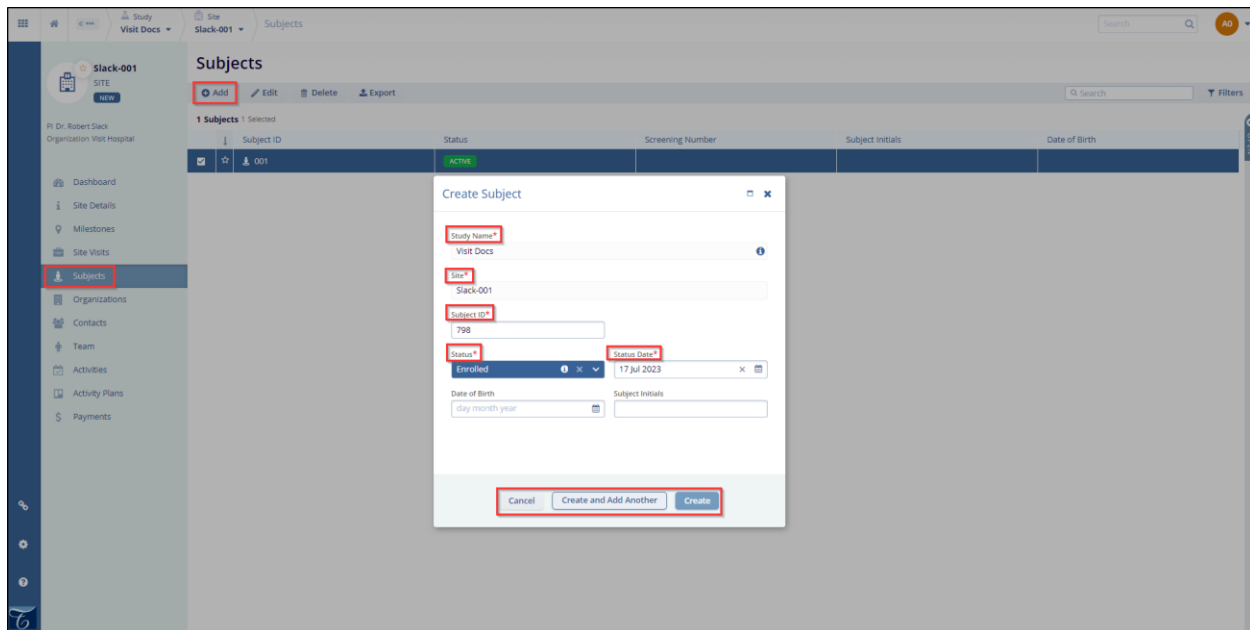 Study
Site
Visit Docs
Slack-001
Subjects
Search
AO
Slack-001
SITE
NEW
PI Dr. Robert Slack
Organization Visit Hospital
Dashboard
Site Details
Milestones
Site Visits
Subjects
Organizations
Contacts
Team
Activities
Activity Plans
Payments
Subjects
Add
Edit
Delete
Export
Search
Filters
1 Subjects 1 Selected
Subject ID
Status
Screening Number
Subject Initials
Date of Birth
001
ACTIVE
Create Subject
Study Name*
Visit Docs
Site*
Slack-001
Subject ID*
798
Status*
Status Date*
Enrolled
17 Jul 2023
Date of Birth
Subject Initials
day month year
Cancel
Create and Add Another
Create